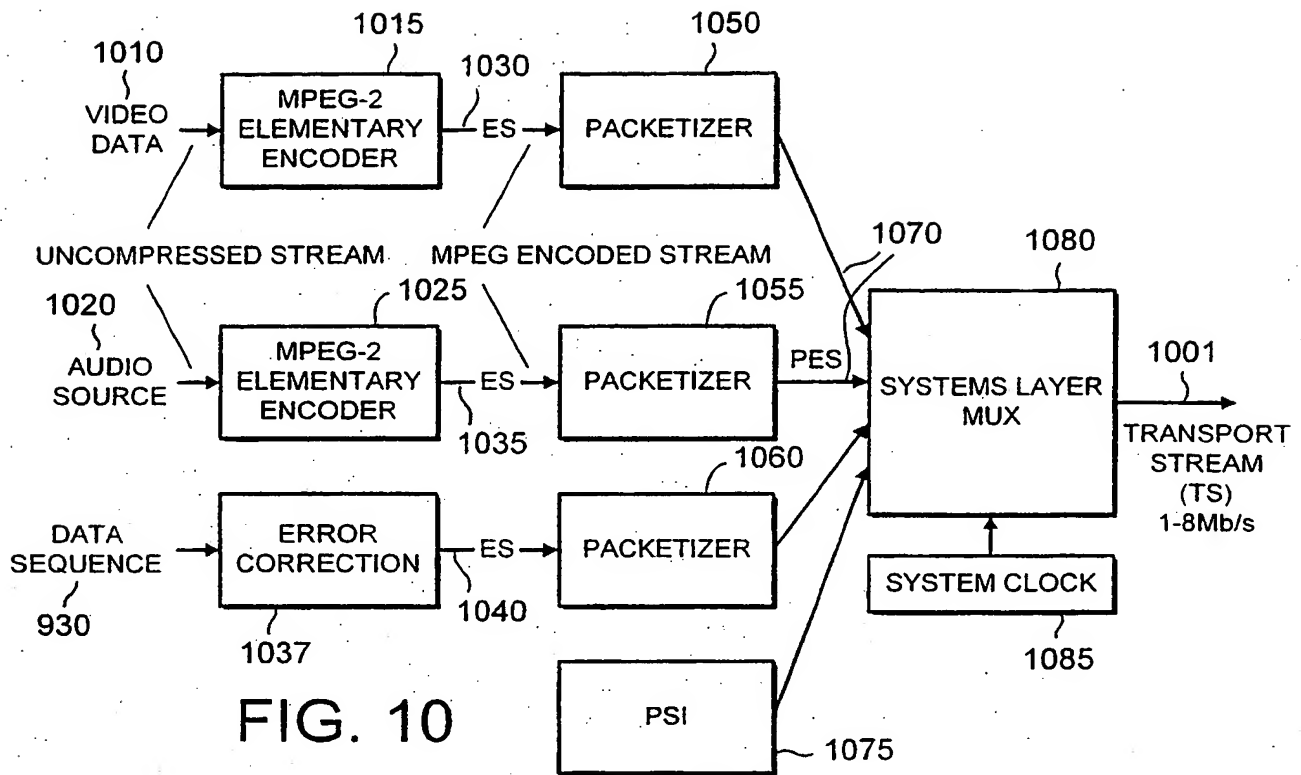 1010
VIDEO
DATA
1015
MPEG-2
ELEMENTARY
ENCODER
1030
ES
1050
PACKETIZER
UNCOMPRESSED STREAM
MPEG ENCODED STREAM
1070
1080
1020
AUDIO
SOURCE
1025
MPEG-2
ELEMENTARY
ENCODER
ES
1035
1055
PACKETIZER
PES
SYSTEMS LAYER
MUX
1001
TRANSPORT
STREAM
(TS)
1-8Mb/s
DATA
SEQUENCE
930
ERROR
CORRECTION
1037
ES
1040
1060
PACKETIZER
SYSTEM CLOCK
1085
PSI
1075
FIG. 10